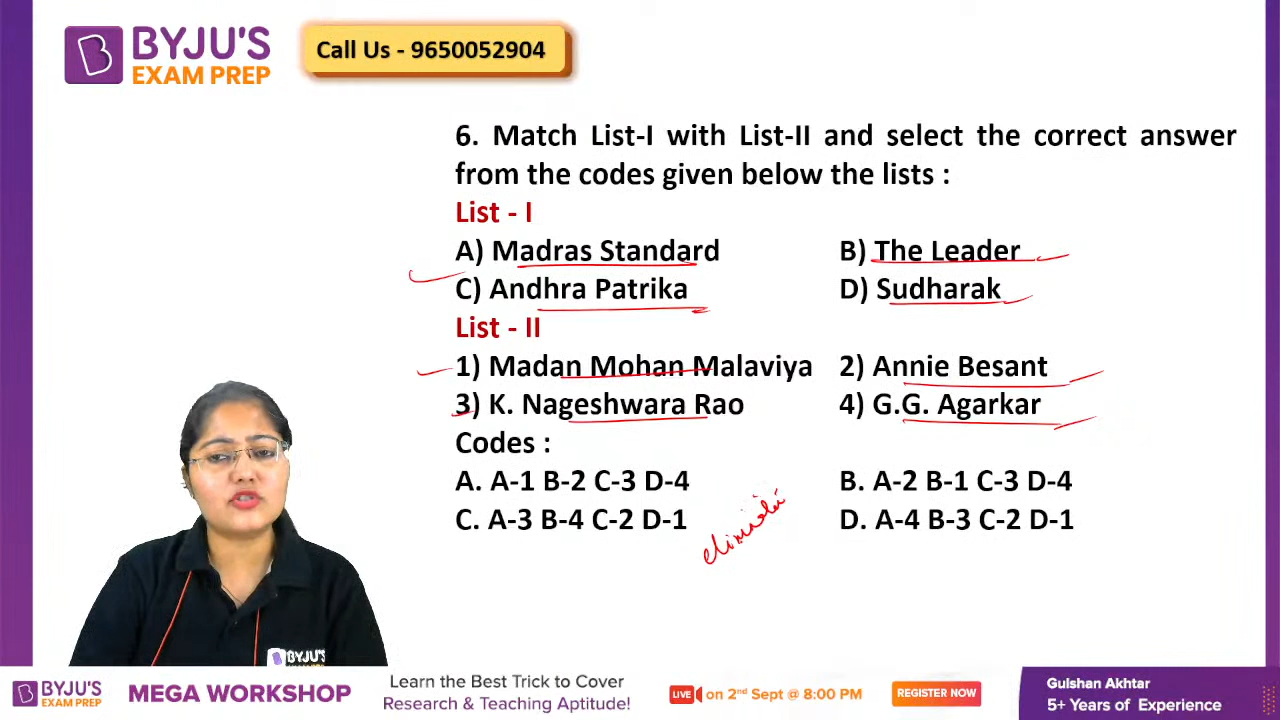 BYJU'S
EXAM PREP
Call Us - 9650052904
6. Match List-I with List-II and select the correct answer
from the codes given below the lists :
List - I
A) Madras Standard B) The Leader
C) Andhra Patrika D) Sudharak
List - II
1) Madan Mohan Malaviya 2) Annie Besant
3) K. Nageshwara Rao 4) G.G. Agarkar
Codes :
A. A-1 B-2 C-3 D-4 B. A-2 B-1 C-3 D-4
C. A-3 B-4 C-2 D-1 D. A-4 B-3 C-2 D-1
BYJU'S
EXAM PREP
BYJU'S
EXAM PREP
MEGA WORKSHOP
Learn the Best Trick to Cover
Research & Teaching Aptitude!
LIVE on 2nd Sept @ 8:00 PM
REGISTER NOW
Gulshan Akhtar
5+ Years of Experience